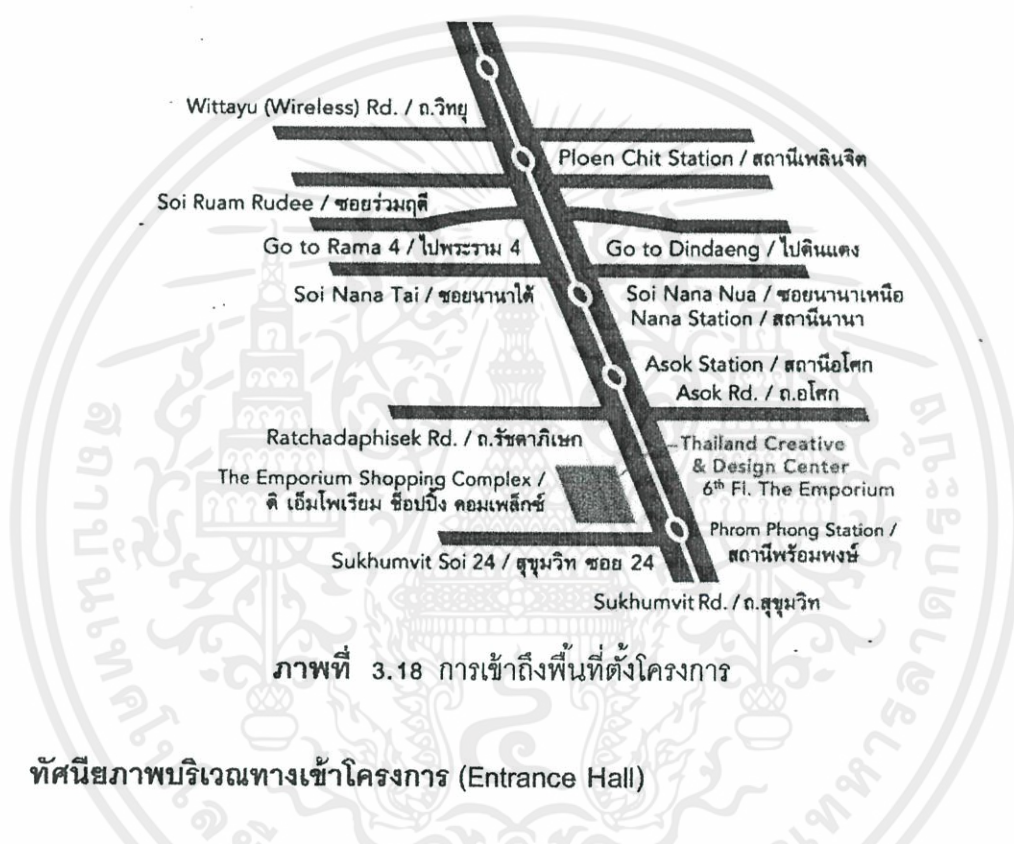 Wittayu (Wireless) Rd. / ถ.วิทยุ
Ploen Chit Station / สถานีเพลินจิต
Soi Ruam Rudee / ซอยร่วมฤดี
Go to Rama 4 / ไปพระราม 4
Go to Dindaeng / ไปดินแดง
Soi Nana Tai / ซอยนานาใต้
Soi Nana Nua / ซอยนานาเหนือ
Nana Station / สถานีนานา
Asok Station / สถานีอโศก
Asok Rd. / ถ.อโศก
Ratchadaphisek Rd. / ถ.รัชดาภิเษก
Thailand Creative
& Design Center
6th Fl. The Emporium
The Emporium Shopping Complex /
ดิ เอ็มโพเรียม ช็อปปิ้ง คอมเพล็กซ์
Phrom Phong Station /
สถานีพร้อมพงษ์
Sukhumvit Soi 24 / สุขุมวิท ซอย 24
Sukhumvit Rd. / ถ.สุขุมวิท
ภาพที่ 3.18 การเข้าถึงพื้นที่ตั้งโครงการ
ทัศนียภาพบริเวณทางเข้าโครงการ (Entrance Hall)